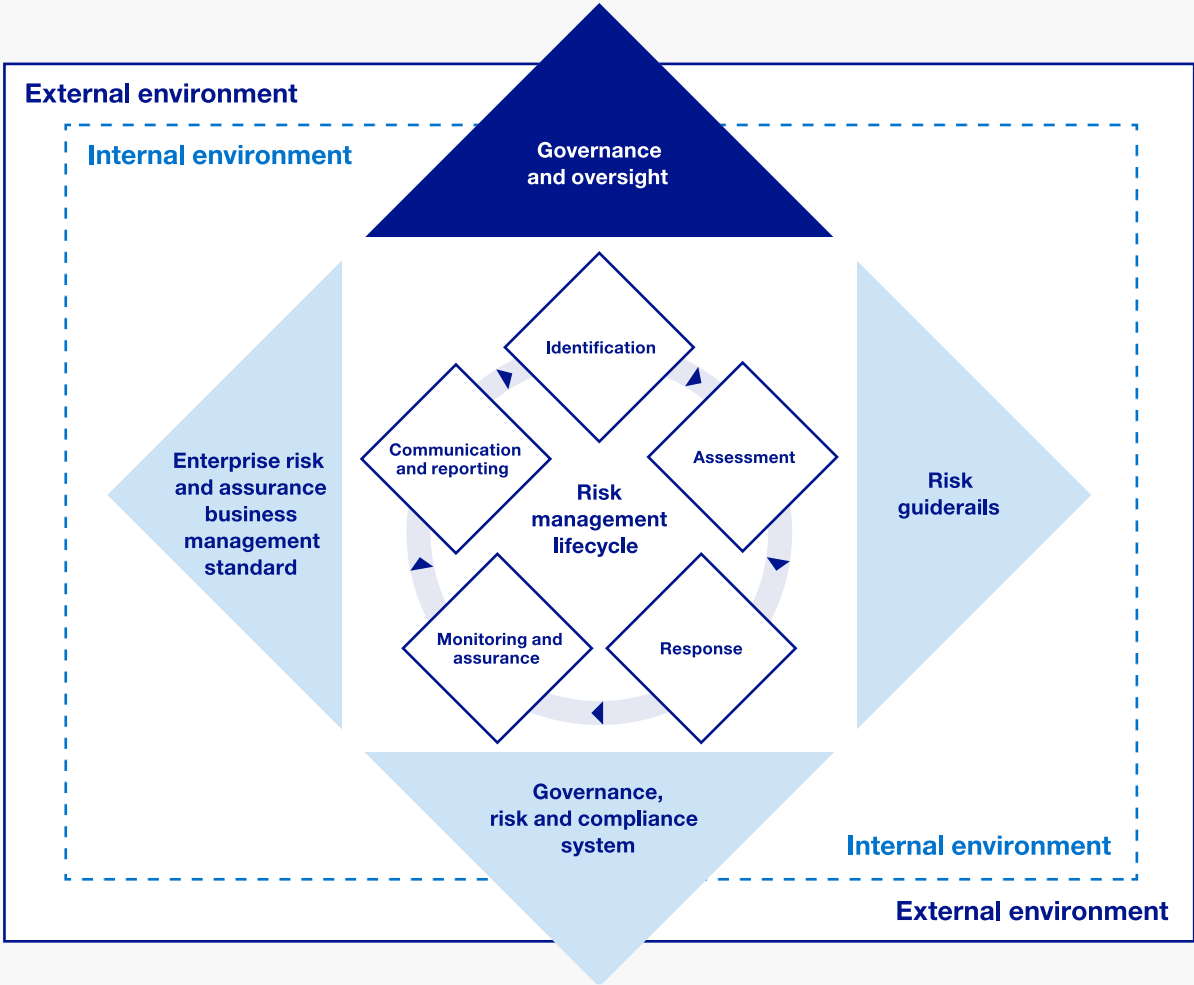 External environment
Internal environment
Governance
and oversight
Identification
Communication
and reporting
Assessment
Enterprise risk
and assurance
business
management
standard
Risk
management
lifecycle
Risk
guiderails
Monitoring and
assurance
Response
Governance,
risk and compliance
system
Internal environment
External environment